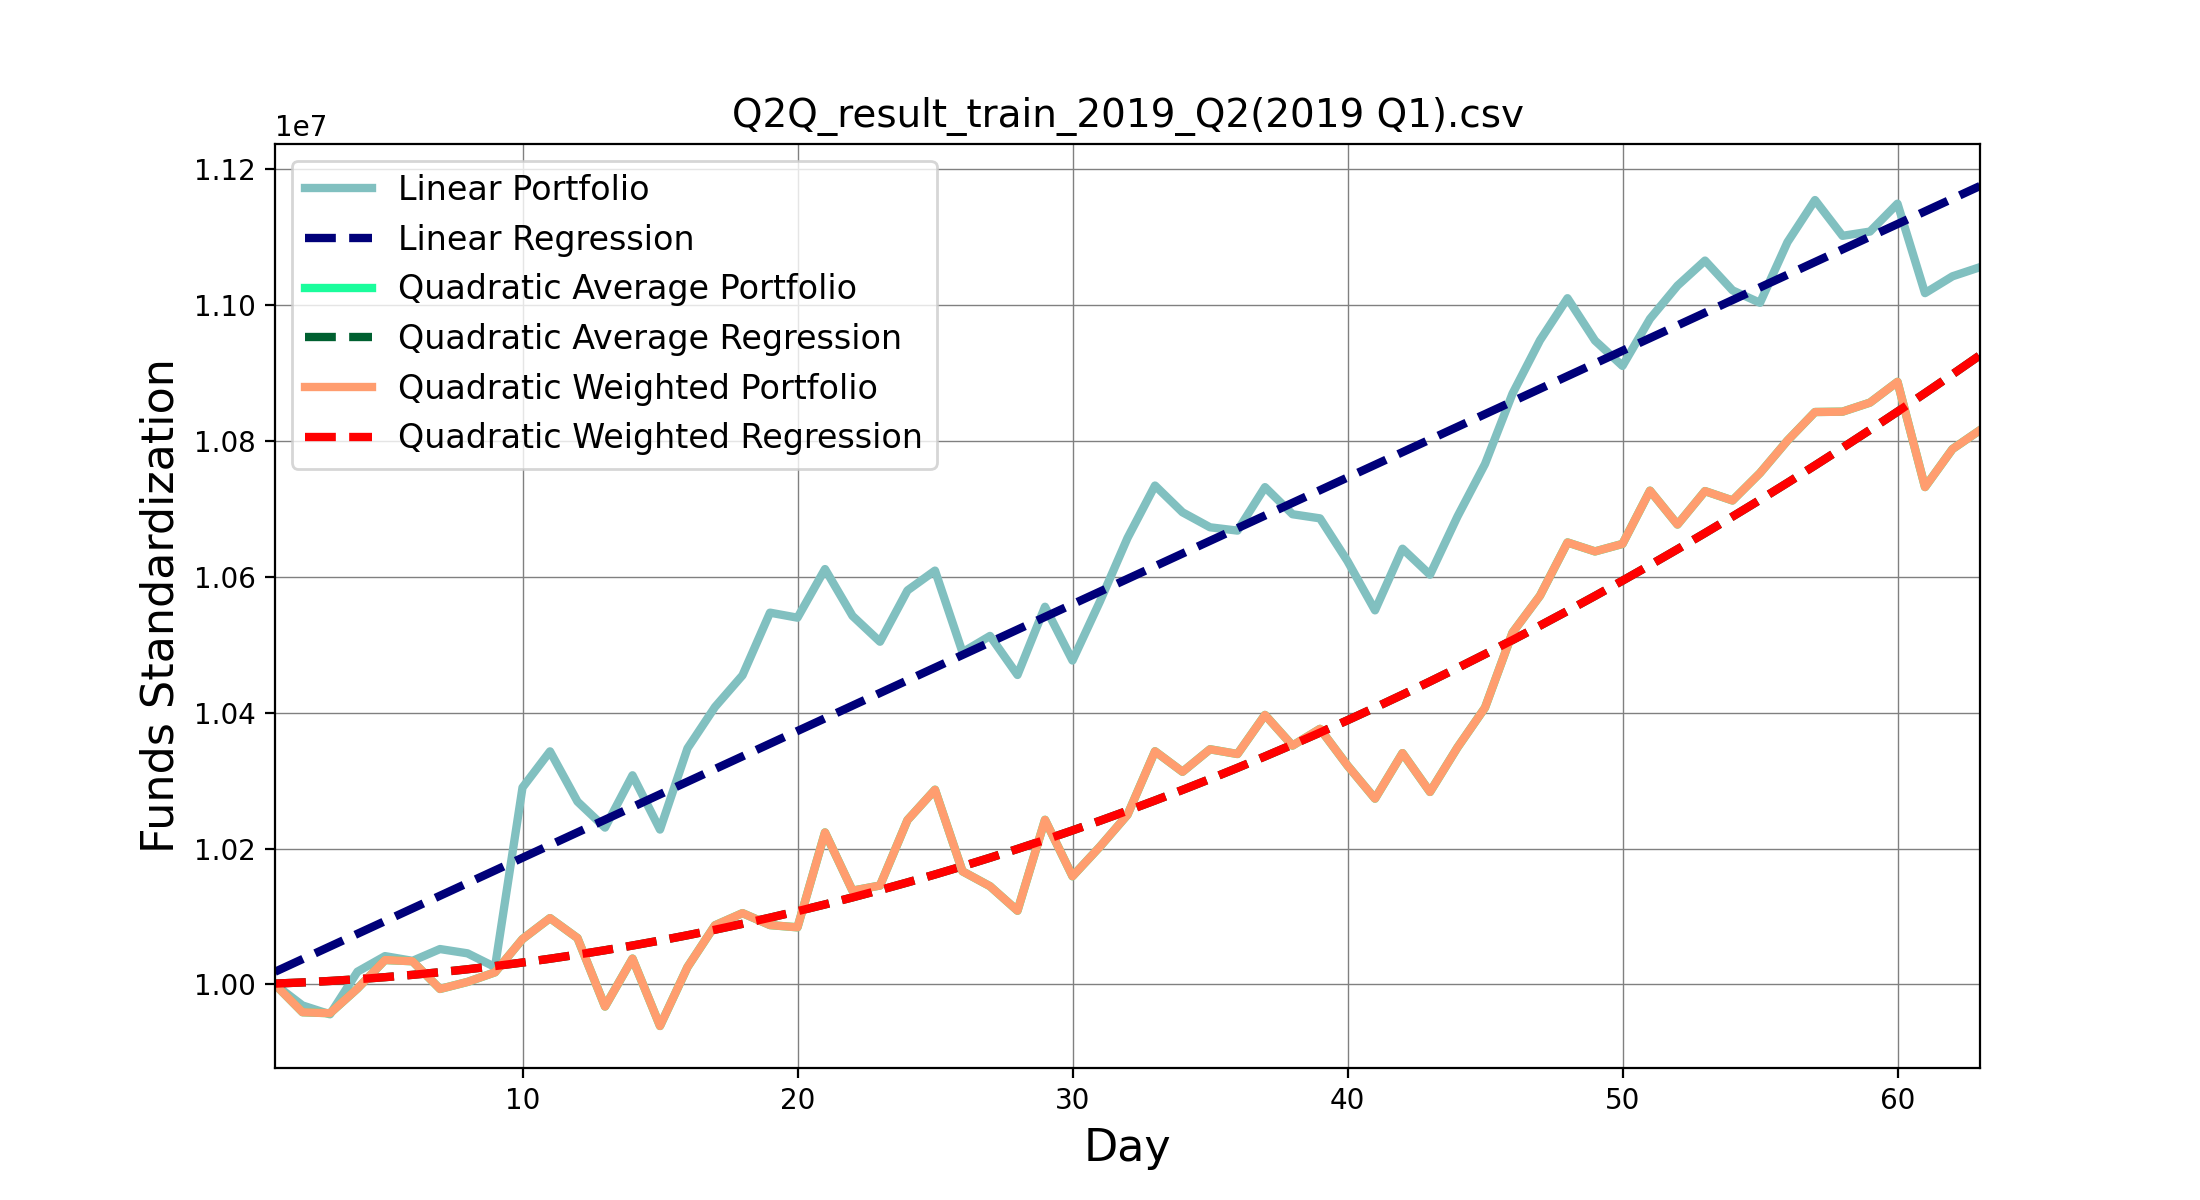 Q2Q_result_train_2019_Q2(2019 Q1).csv
1e7
1.12
1.10
1.08
1.06
1.04
1.02
1.00
Funds Standardization
Linear Portfolio
Linear Regression
Quadratic Average Portfolio
Quadratic Average Regression
Quadratic Weighted Portfolio
Quadratic Weighted Regression
10 20 30 40 50 60
Day